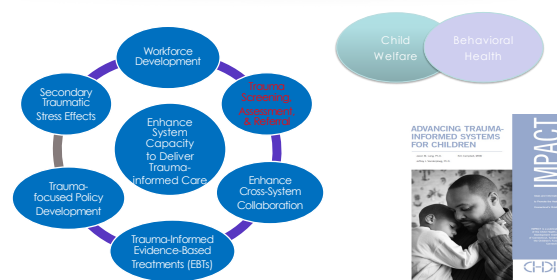 Workforce
Development
Trauma
Screening,
Assessment
& Referral
Enhance
Cross-System
Collaboration
Trauma-Informed
Evidence-Based
Treatments (EBTs)
Trauma-
focused Policy
Development
Secondary
Traumatic
Stress Effects
Enhance
System
Capacity
to Deliver
Trauma-
informed Care
Child
Welfare
Behavioral
Health
ADVANCING TRAUMA-
INFORMED SYSTEMS
FOR CHILDREN
IMPACT